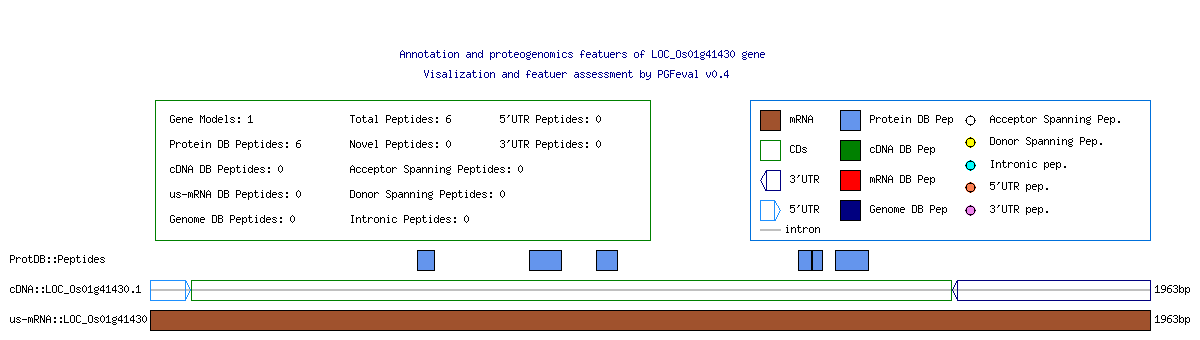 Annotation and proteogenomics featuers of LOC_Os01g41430 gene
Visalization and featuer assessment by PGFeval v0.4
Gene Models: 1 Total Peptides: 6 5'UTR Peptides: 0
Protein DB Peptides: 6 Novel Peptides: 0 3'UTR Peptides: 0
cDNA DB Peptides: 0 Acceptor Spanning Peptides: 0
us-mRNA DB Peptides: 0 Donor Spanning Peptides: 0
Genome DB Peptides: 0 Intronic Peptides: 0
mRNA Protein DB Pep Acceptor Spanning Pep.
CDs cDNA DB Pep Donor Spanning Pep.
3'UTR mRNA DB Pep Intronic pep.
5'UTR Genome DB Pep 5'UTR pep.
intron 3'UTR pep.
ProtDB::Peptides
cDNA::LOC_Os01g41430.1 1963bp
us-mRNA::LOC_Os01g41430 1963bp